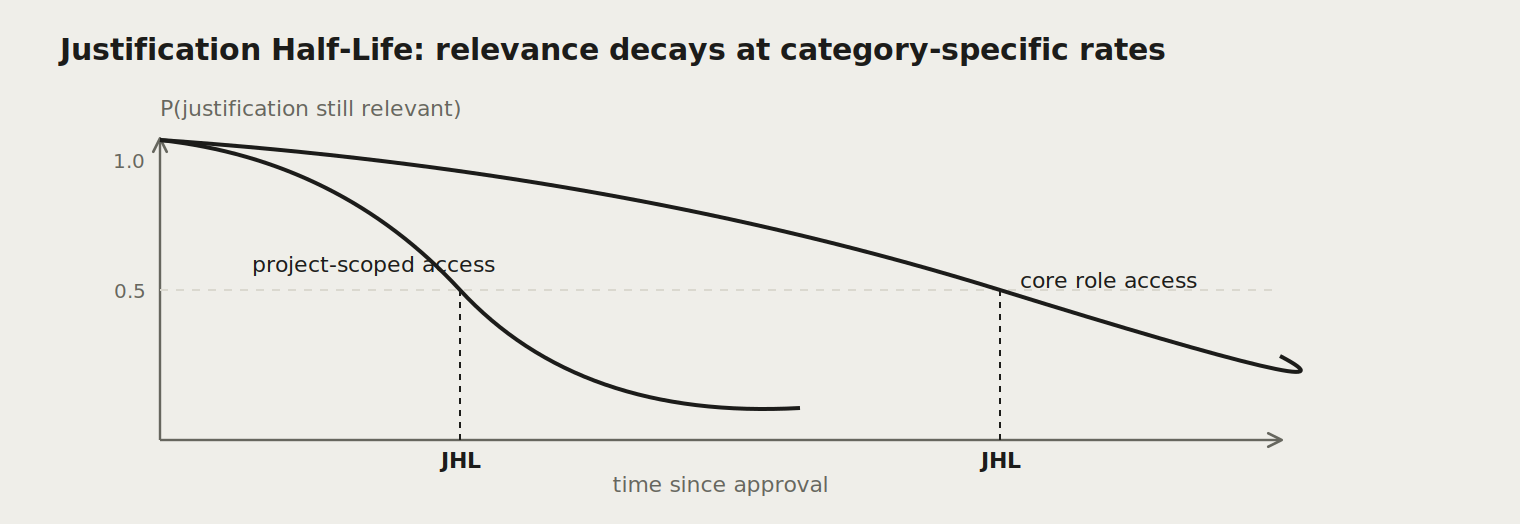 Justification Half-Life: relevance decays at category-specific rates
P(justification still relevant)
1.0
project-scoped access
core role access
0.5
JHL
JHL
time since approval